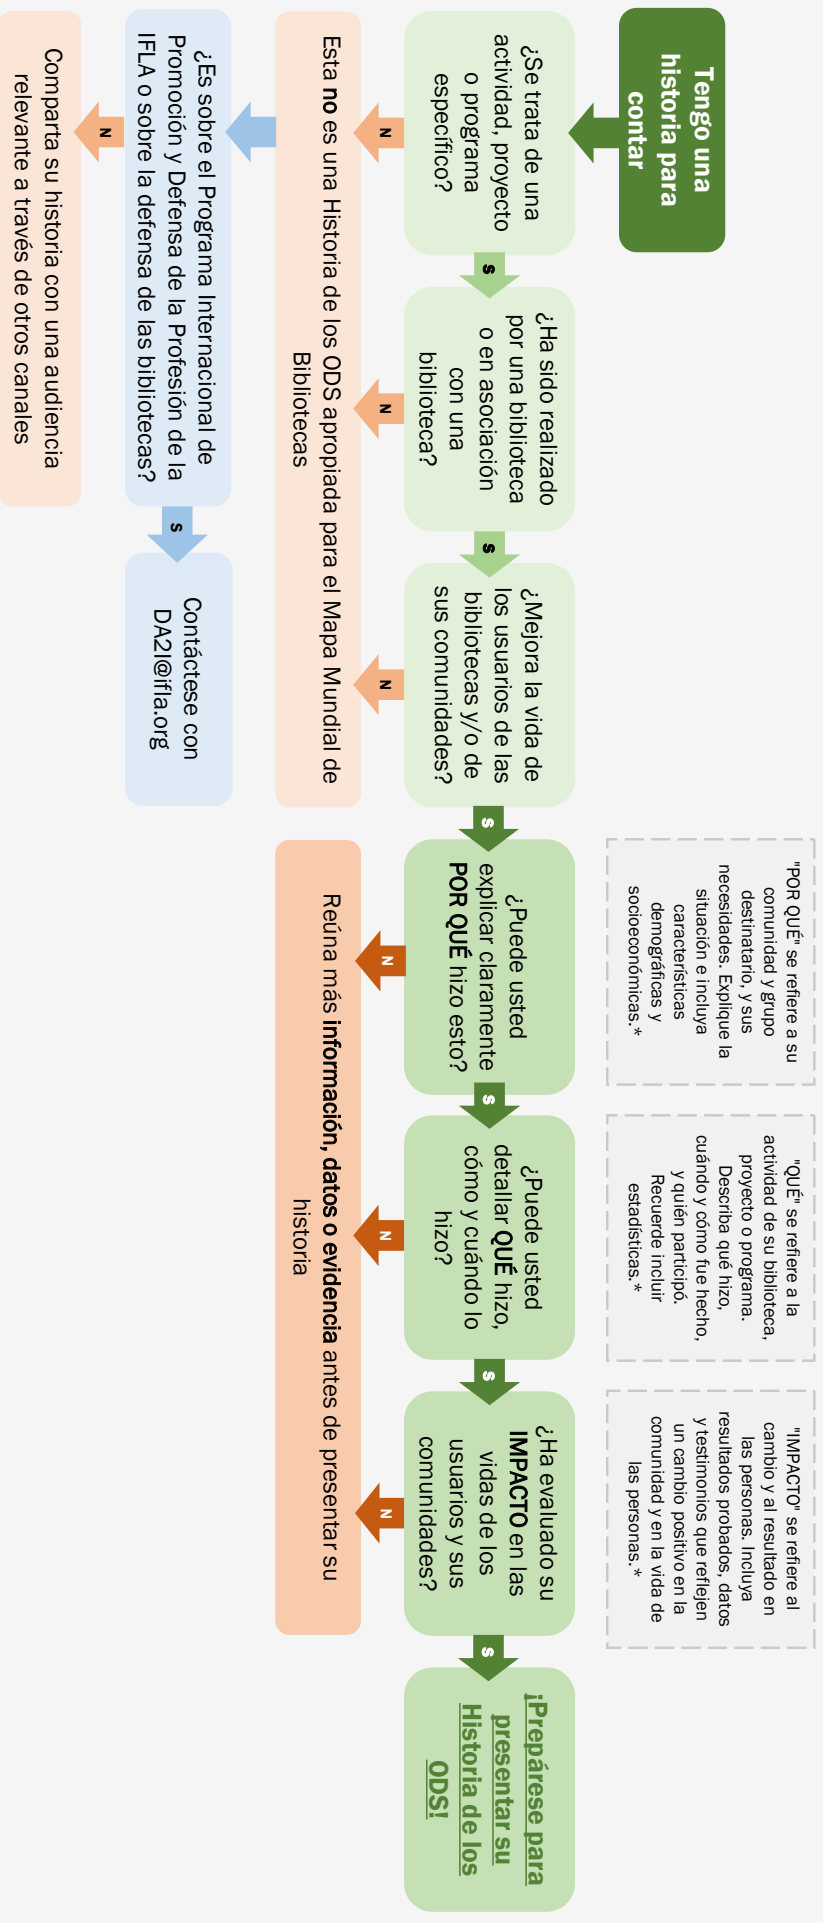 Tengo una
historia para
contar
"POR QUÉ" se refiere a su
comunidad y grupo
destinatario, y sus
necesidades. Explique la
situación e incluya
características
demográficas y
socioeconómicas.*
"QUÉ" se refiere a la
actividad de su biblioteca,
proyecto o programa.
Describa qué hizo,
cuándo y cómo fue hecho,
y quién participó.
Recuerde incluir
estadísticas.*
"IMPACTO" se refiere al
cambio y al resultado en
las personas. Incluya
resultados probados, datos
y testimonios que reflejen
un cambio positivo en la
comunidad y en la vida de
las personas.*
¿Se trata de una
actividad, proyecto
o programa
específico?
S
¿Ha sido realizado
por una biblioteca
o en asociación
con una
biblioteca?
S
¿Mejora la vida de
los usuarios de las
bibliotecas y/o de
sus comunidades?
S
¿Puede usted
explicar claramente
POR QUÉ hizo esto?
S
¿Puede usted
detallar QUÉ hizo,
cómo y cuándo lo
hizo?
S
¿Ha evaluado su
IMPACTO en las
vidas de los
usuarios y sus
comunidades?
S
¡Prepárese para
presentar su
Historia de los
ODS!
N
N
N
N
N
N
Esta no es una Historia de los ODS apropiada para el Mapa Mundial de
Bibliotecas
Reúna más información, datos o evidencia antes de presentar su
historia
¿Es sobre el Programa Internacional de
Promoción y Defensa de la Profesión de la
IFLA o sobre la defensa de las bibliotecas?
S
Contáctese con
DA2I@ifla.org
N
Comparta su historia con una audiencia
relevante a través de otros canales